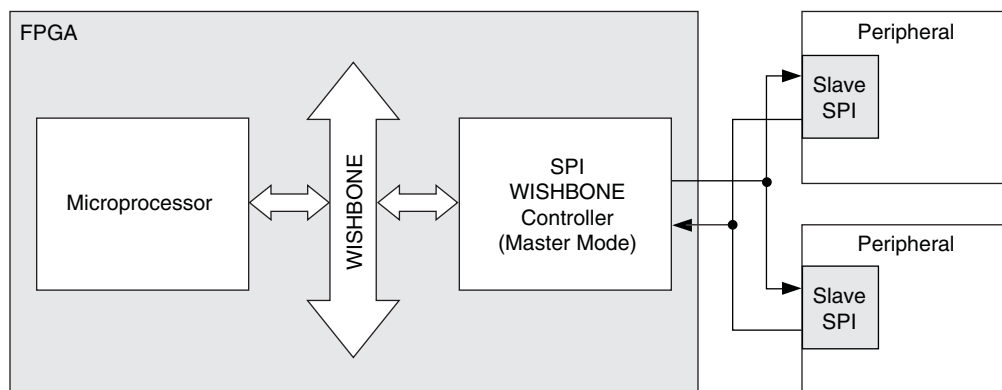 FPGA
Microprocessor
WISHBONE
SPI
WISHBONE
Controller
(Master Mode)
Peripheral
Slave
SPI
Peripheral
Slave
SPI